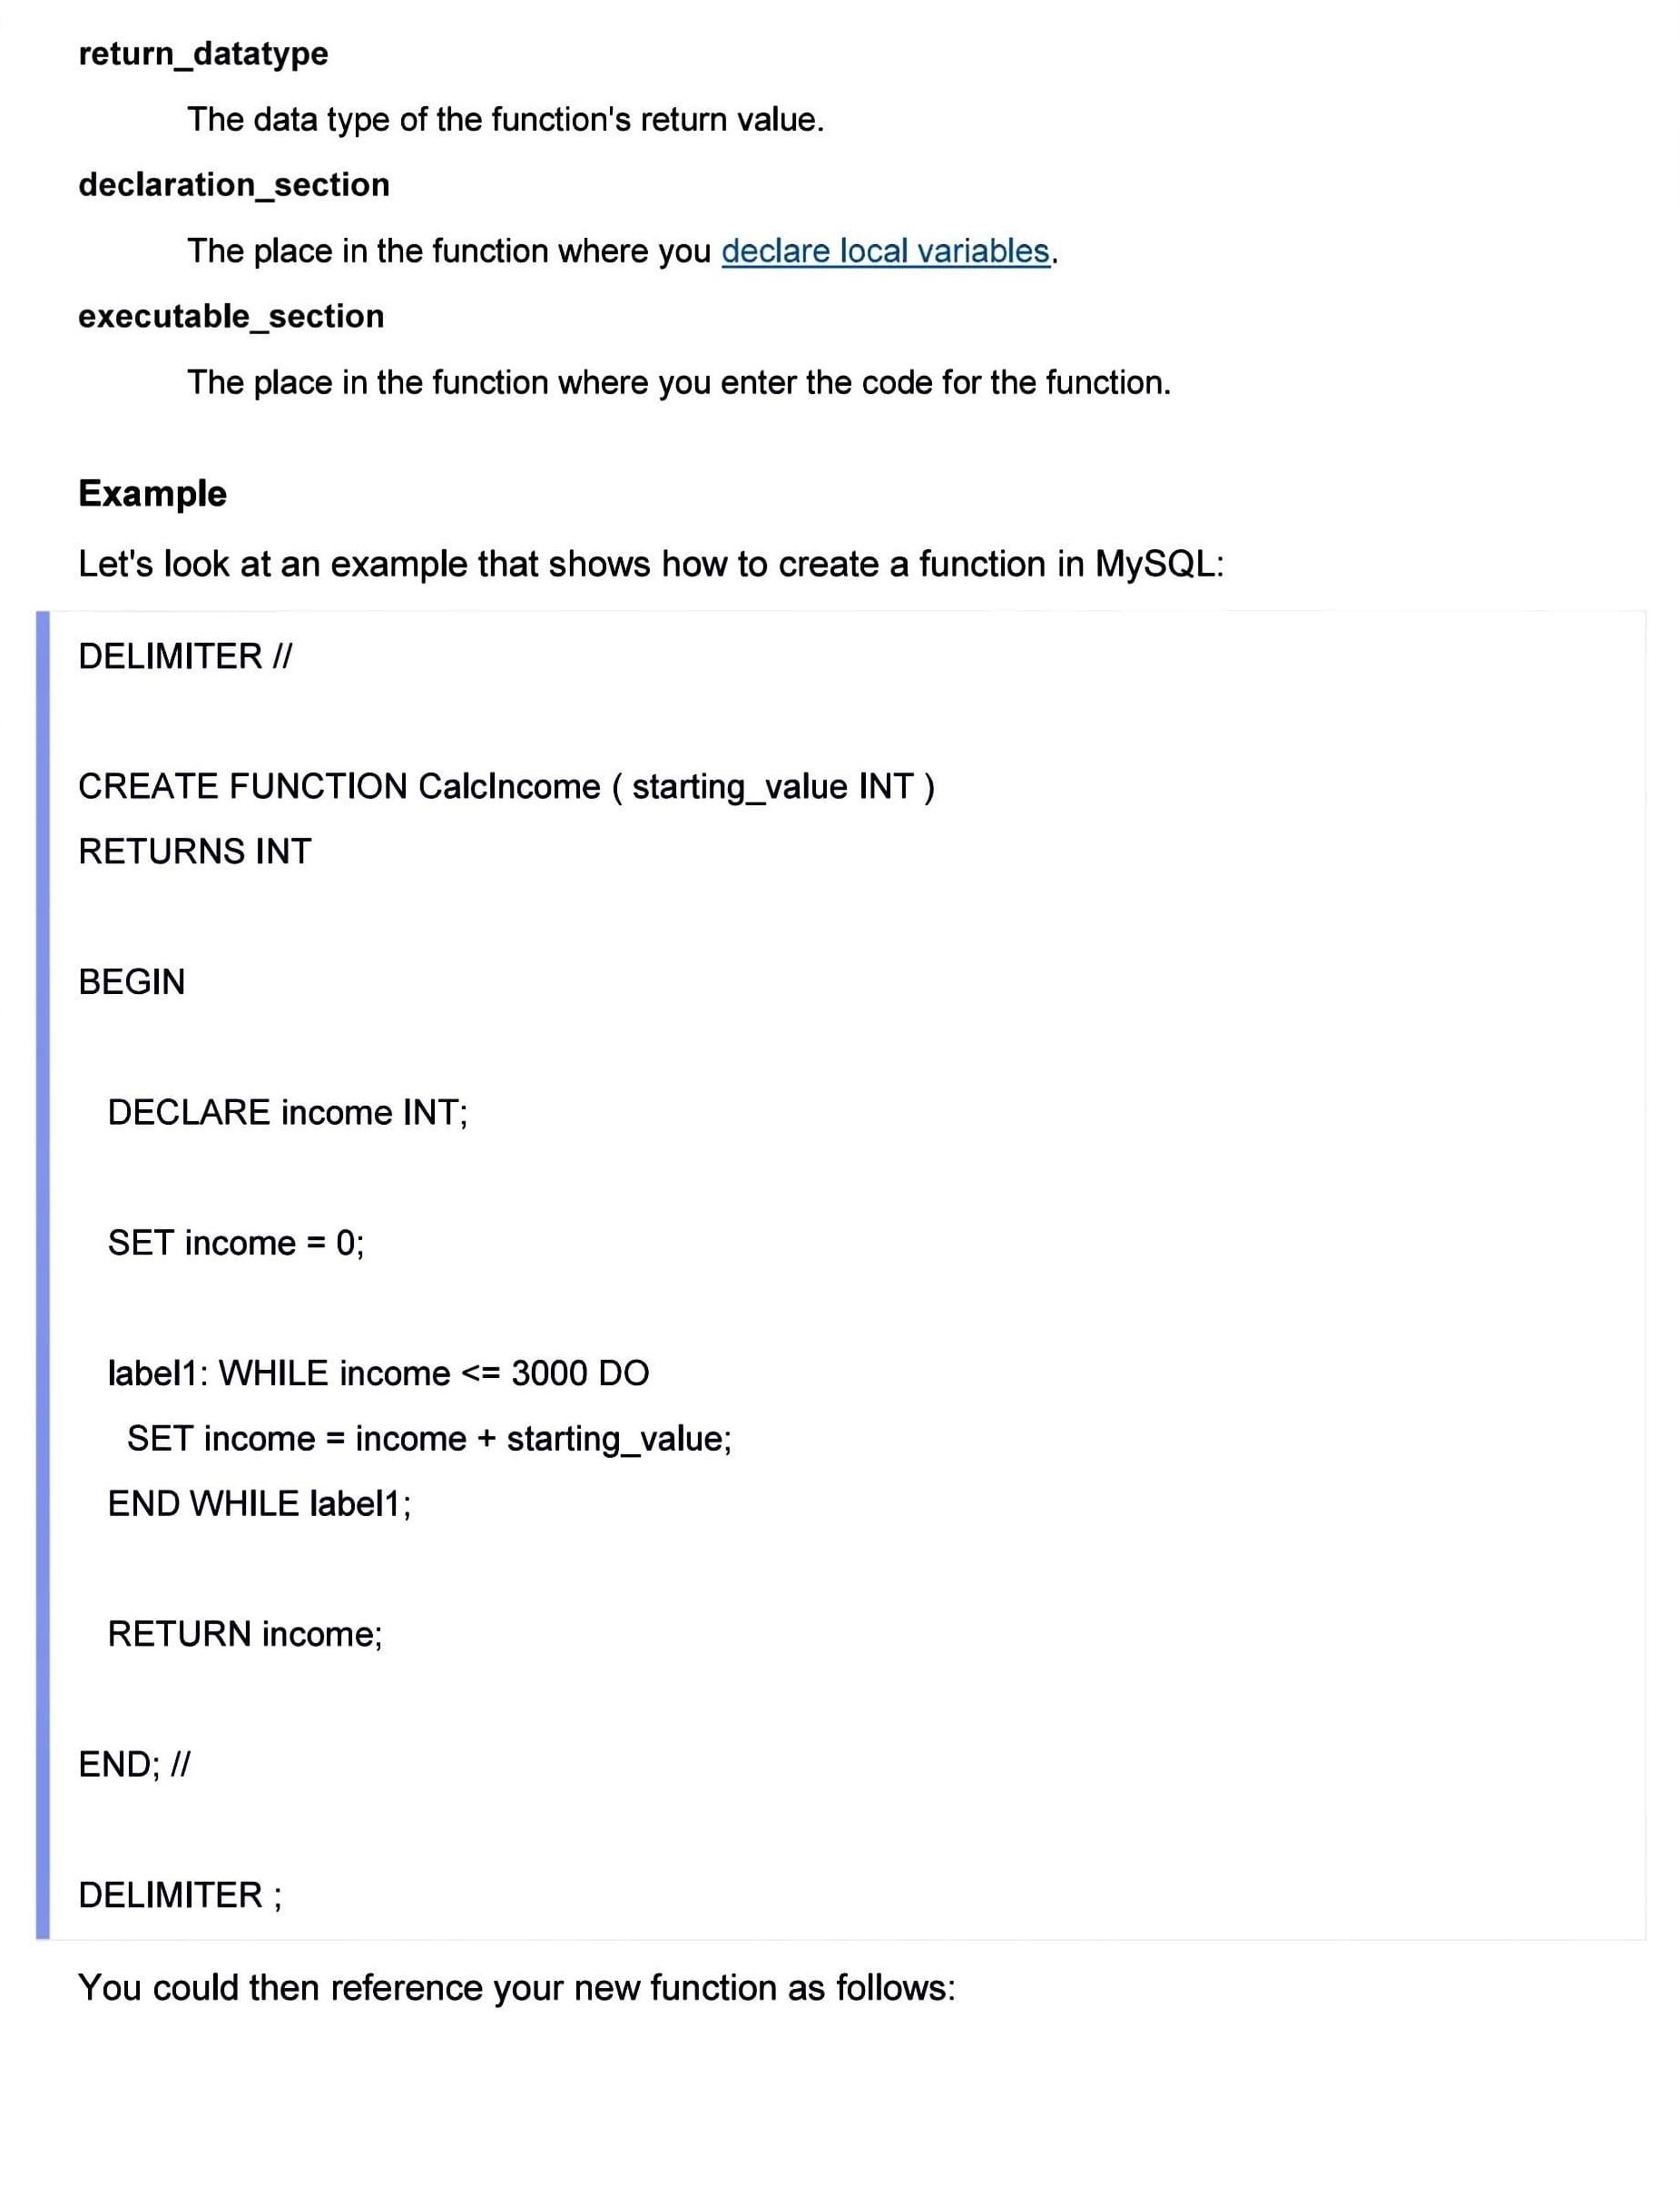 return_datatype
The data type of the function's return value.
declaration_section
The place in the function where you declare local variables.
executable_section
The place in the function where you enter the code for the function.
Example
Let's look at an example that shows how to create a function in MySQL:
DELIMITER //
CREATE FUNCTION CalcIncome ( starting_value INT )
RETURNS INT
BEGIN
DECLARE income INT;
SET income = 0;
label1: WHILE income <= 3000 DO
SET income = income + starting_value;
END WHILE label1;
RETURN income;
END; //
DELIMITER ;
You could then reference your new function as follows: